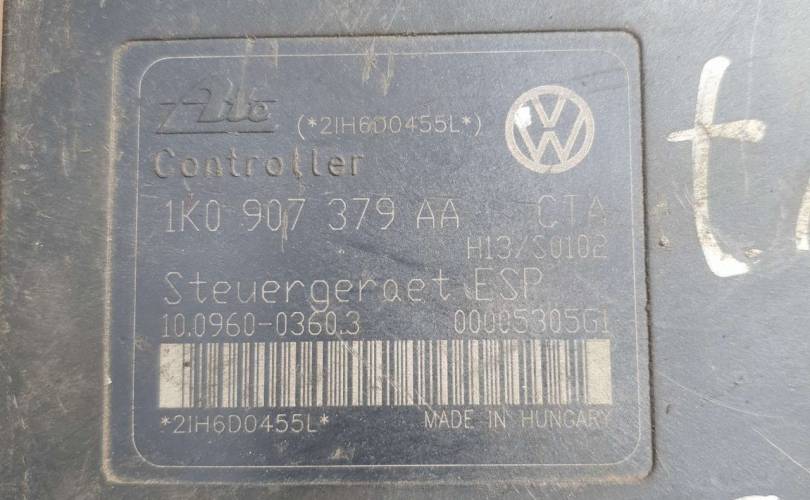 Ate (*2IH6D0455L*)
Controller
1K0 907 379 AA CTA
H13/S0102
Steuergeraet ESP
10.0960-0360.3 00005305G1
*2IH6D0455L* MADE IN HUNGARY